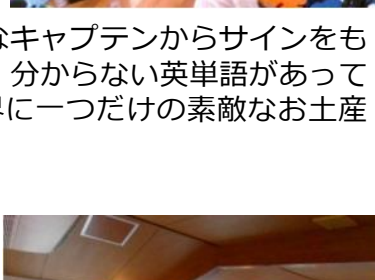 なキャプテンからサインをも
分からない英単語があって
に一つだけの素敵なお土産